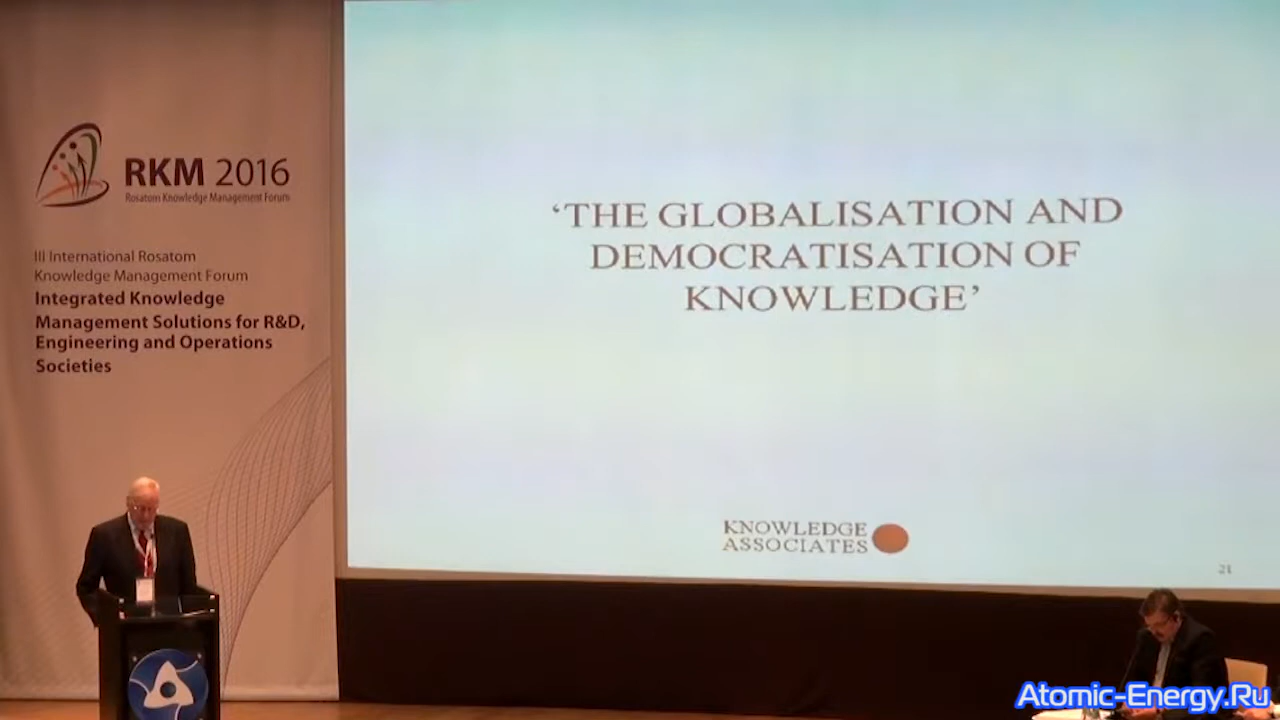 RKM 2016
Rosatom Knowledge Management Forum
III International Rosatom
Knowledge Management Forum
Integrated Knowledge
Management Solutions for R&D,
Engineering and Operations
Societies
‘THE GLOBALISATION AND
DEMOCRATISATION OF
KNOWLEDGE’
KNOWLEDGE
ASSOCIATES
21
Atomic-Energy.Ru